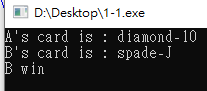 D:\Desktop\1-1.exe
A's card is : diamond-10
B's card is : spade-J
B win